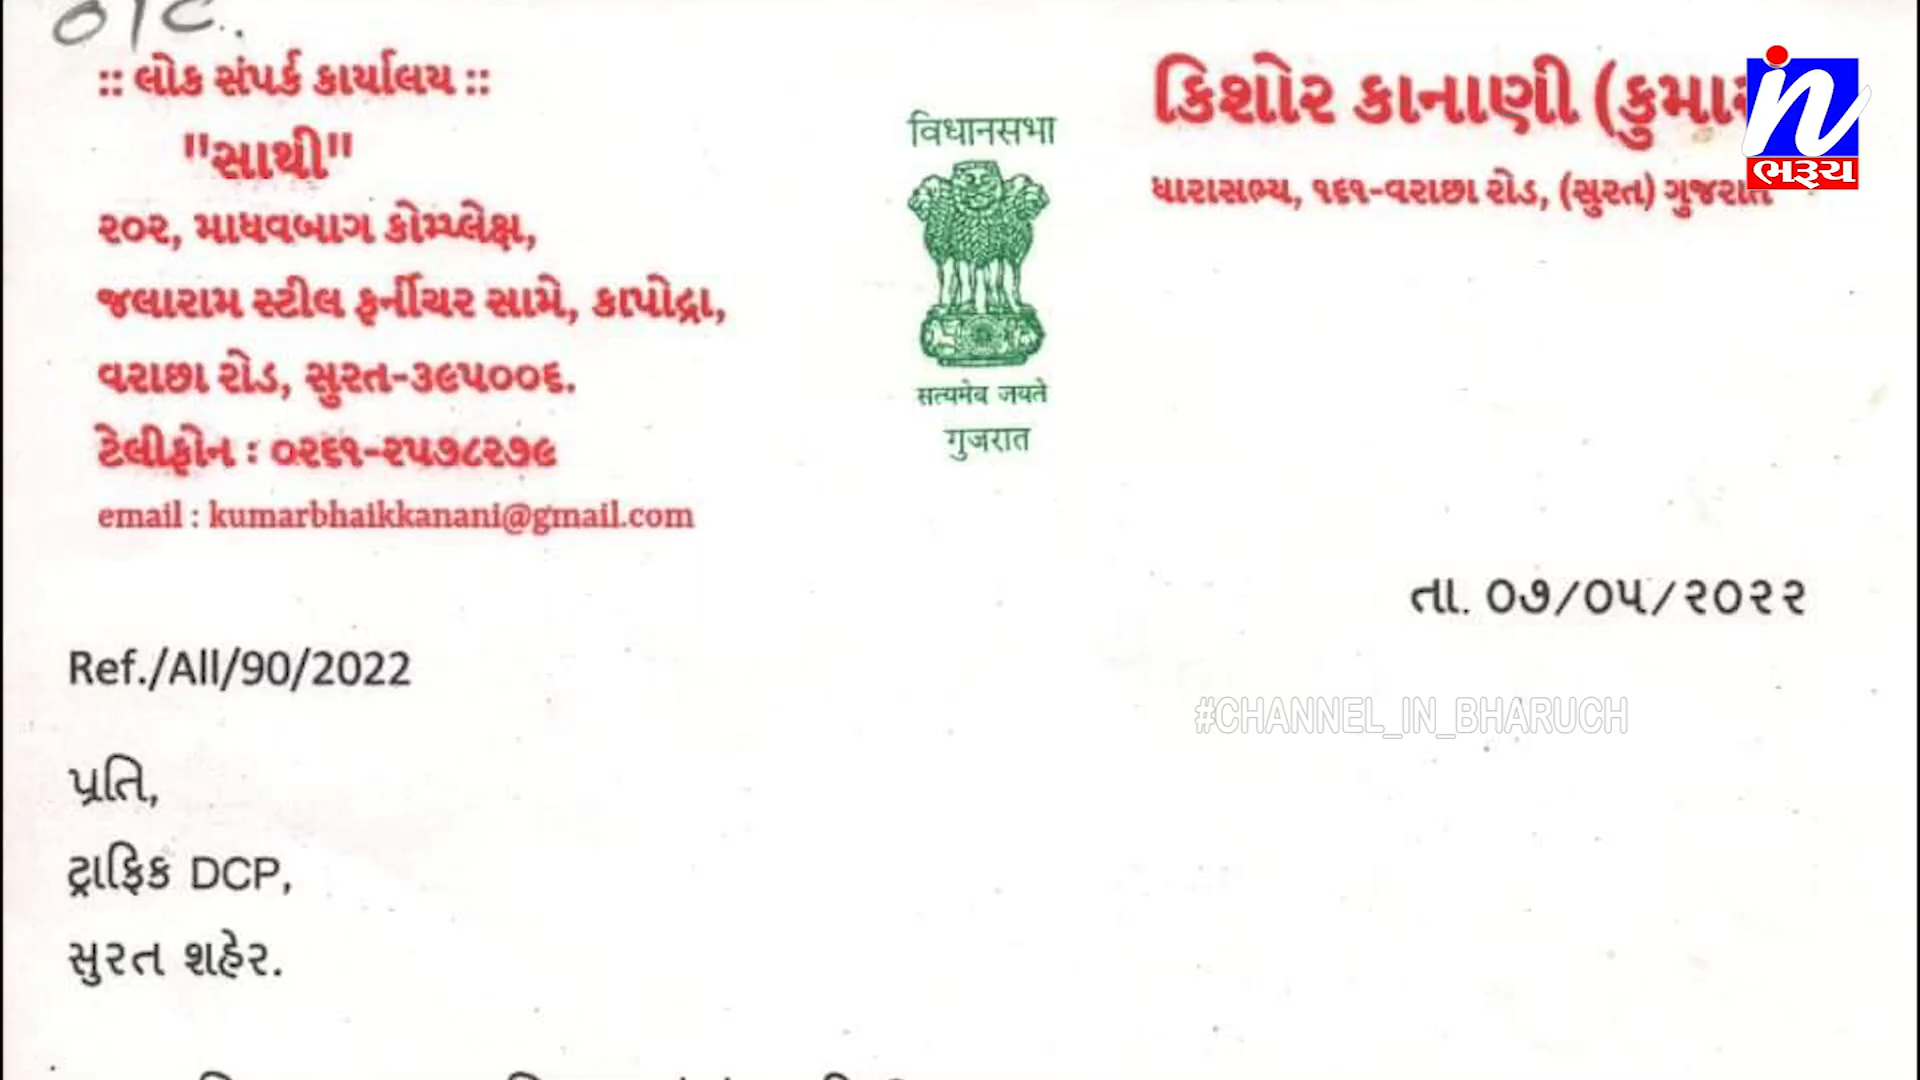 o/c.
:: લોક સંપર્ક કાર્યાલય ::
"સાથી"
૨૦૨, માધવબાગ કોમ્પ્લેક્ષ,
જલારામ સ્ટીલ ફર્નીચર સામે, કાપોદ્રા,
વરાછા રોડ, સુરત-૩૯૫૦૦૬.
ટેલીફોન : ૦૨૬૧-૨૫૭૮૨૭૯
email : kumarbhaikkanani@gmail.com
विधानसभा
सत्यमेव जयते
गुजरात
કિશોર કાનાણી
ધારાસભ્ય, ૧૬૧-વરાછા રોડ, (સુરત) ગુજરાત
in
ભરૂચ
તા. ૦૭/૦૫/૨૦૨૨
Ref./All/90/2022
#CHANNEL_IN_BHARUCH
પ્રતિ,
ટ્રાફિક DCP,
સુરત શહેર.